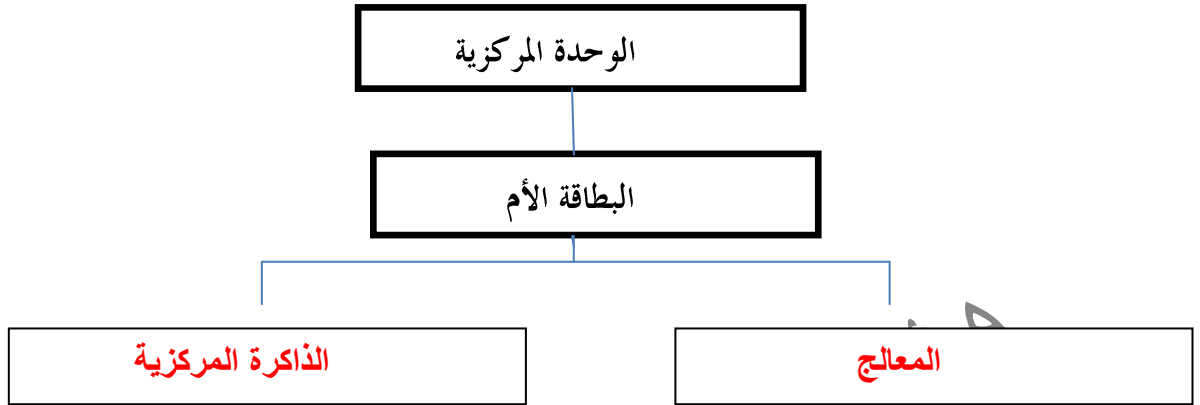 الوحدة المركزية
البطاقة الأم
المعالج
الذاكرة المركزية